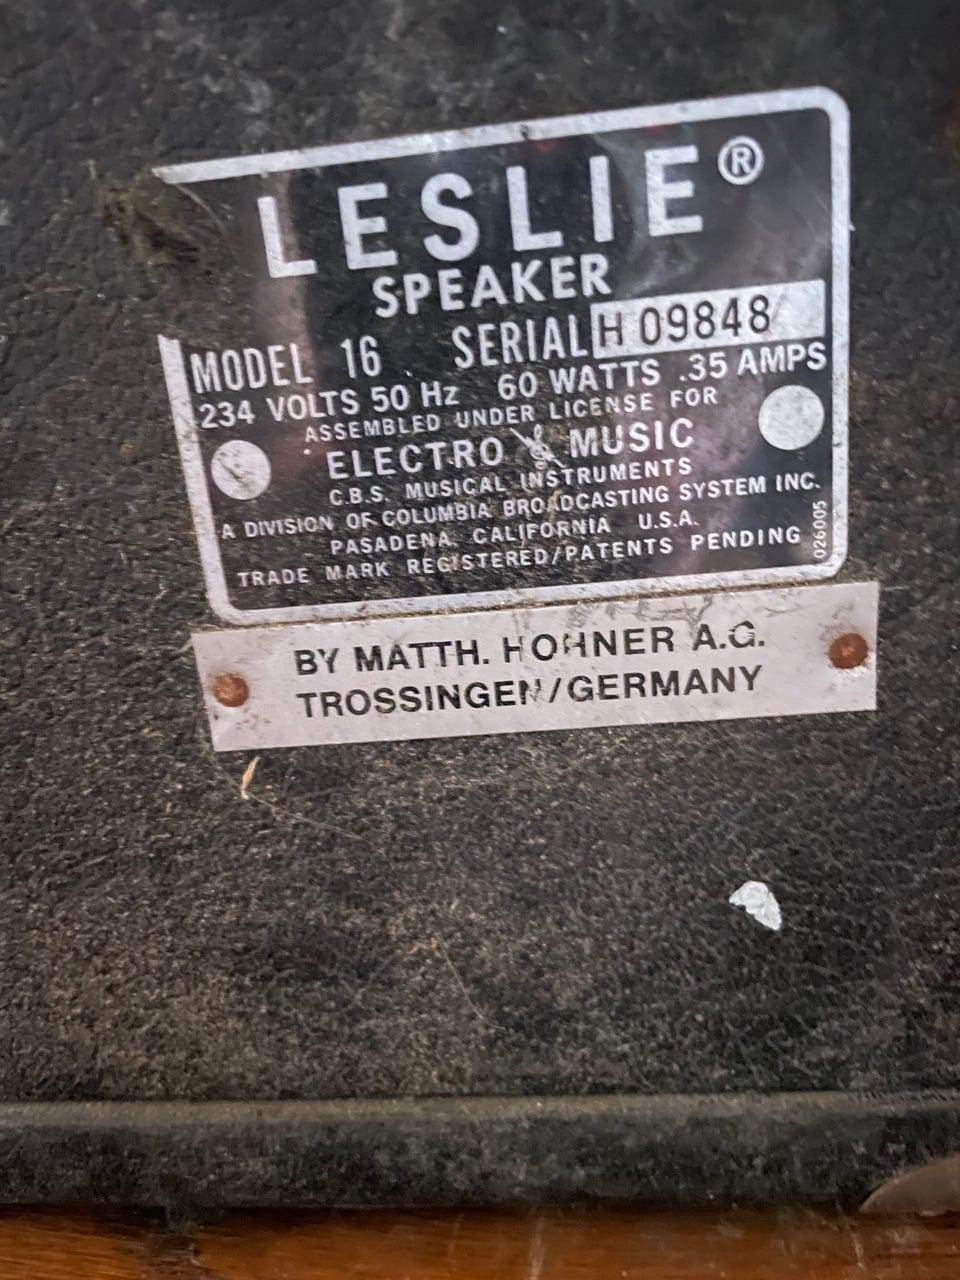 LESLIE®
SPEAKER
MODEL 16 SERIAL H 09848
234 VOLTS 50 Hz 60 WATTS .35 AMPS
ASSEMBLED UNDER LICENSE FOR
ELECTRO MUSIC
C.B.S. MUSICAL INSTRUMENTS
A DIVISION OF COLUMBIA BROADCASTING SYSTEM INC.
PASADENA, CALIFORNIA U.S.A.
TRADE MARK REGISTERED/PATENTS PENDING
026005
BY MATTH. HOHNER A.G.
TROSSINGEN/GERMANY